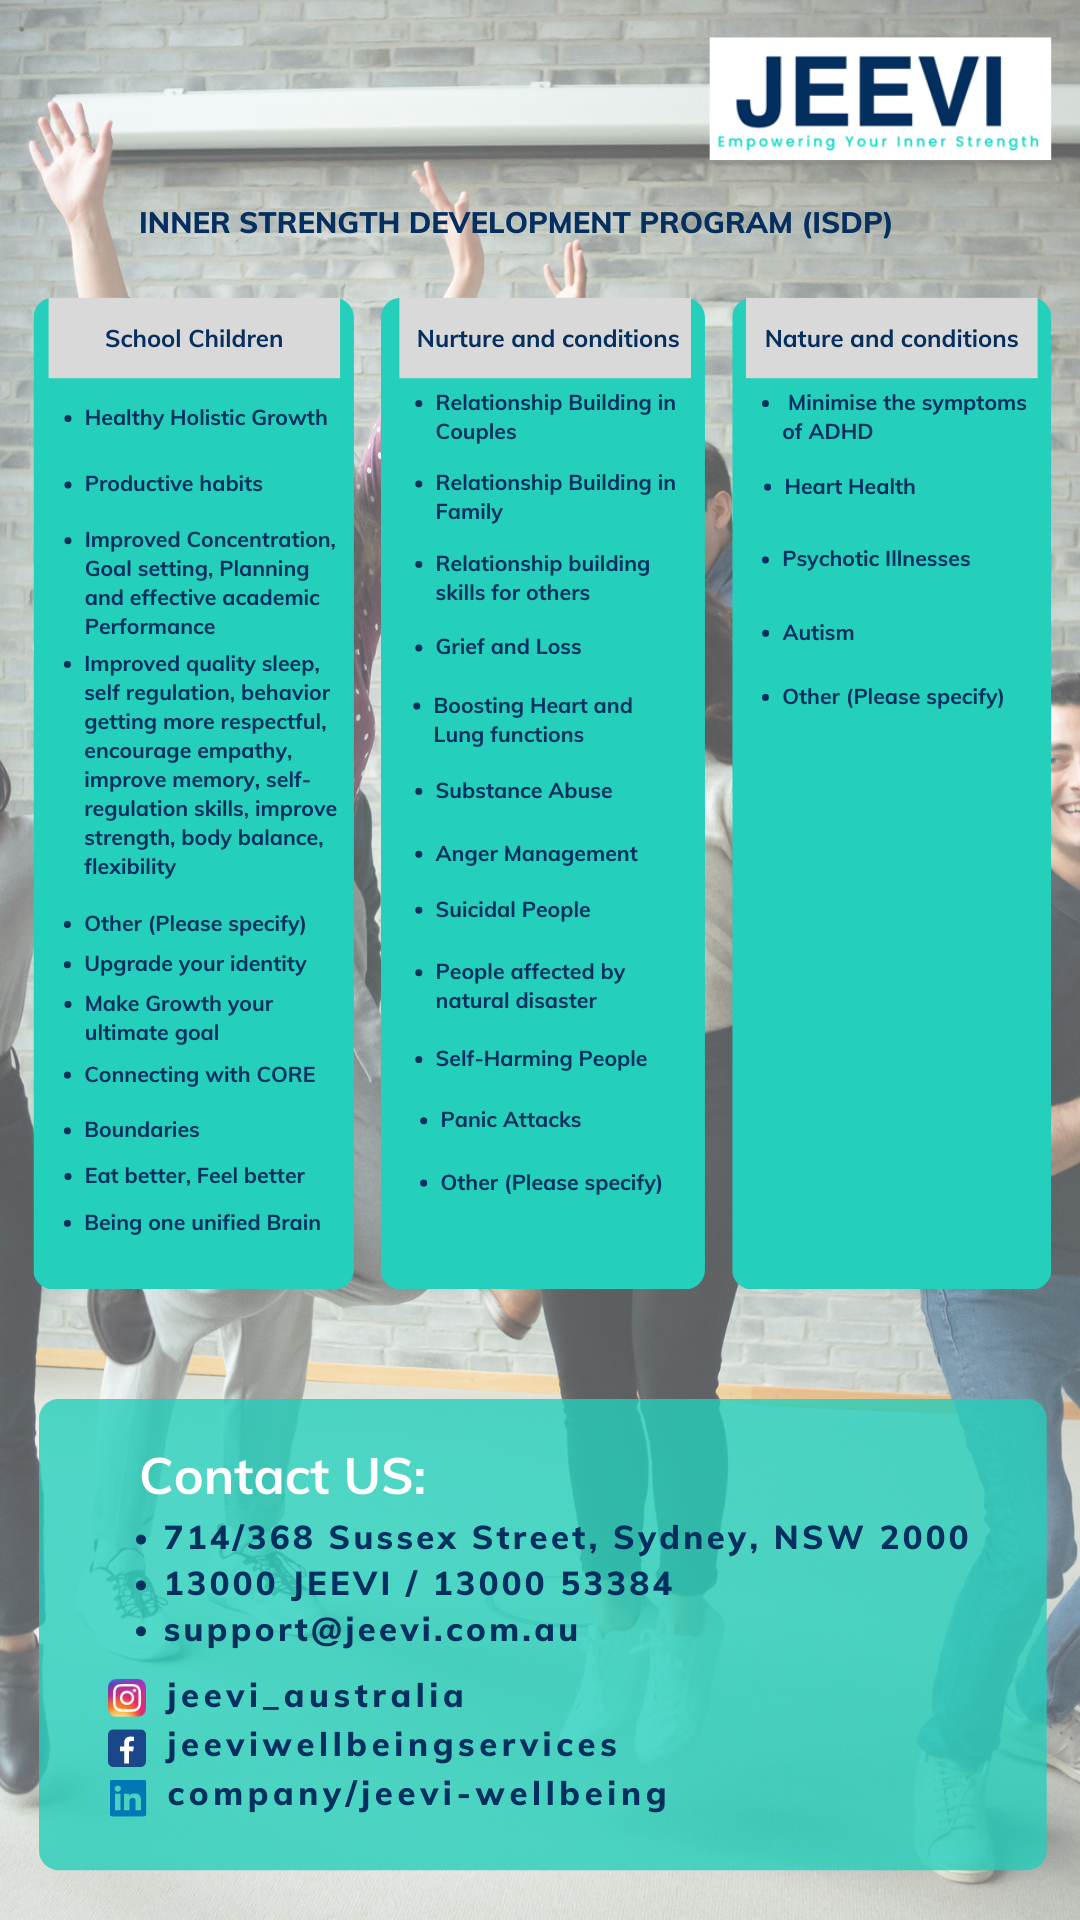 JEEVI
Empowering Your Inner Strength
INNER STRENGTH DEVELOPMENT PROGRAM (ISDP)
School Children
• Healthy Holistic Growth
• Productive habits
• Improved Concentration,
Goal setting, Planning
and effective academic
Performance
• Improved quality sleep,
self regulation, behavior
getting more respectful,
encourage empathy,
improve memory, self-
regulation skills, improve
strength, body balance,
flexibility
• Other (Please specify)
• Upgrade your identity
• Make Growth your
ultimate goal
• Connecting with CORE
• Boundaries
• Eat better, Feel better
• Being one unified Brain
Nurture and conditions
• Relationship Building in
Couples
• Relationship Building in
Family
• Relationship building
skills for others
• Grief and Loss
• Boosting Heart and
Lung functions
• Substance Abuse
• Anger Management
• Suicidal People
• People affected by
natural disaster
• Self-Harming People
• Panic Attacks
• Other (Please specify)
Nature and conditions
• Minimise the symptoms
of ADHD
• Heart Health
• Psychotic Illnesses
• Autism
• Other (Please specify)
Contact US:
• 714/368 Sussex Street, Sydney, NSW 2000
• 13000 JEEVI / 13000 53384
• support@jeevi.com.au
jeevi_australia
jeeviwellbeingservices
company/jeevi-wellbeing